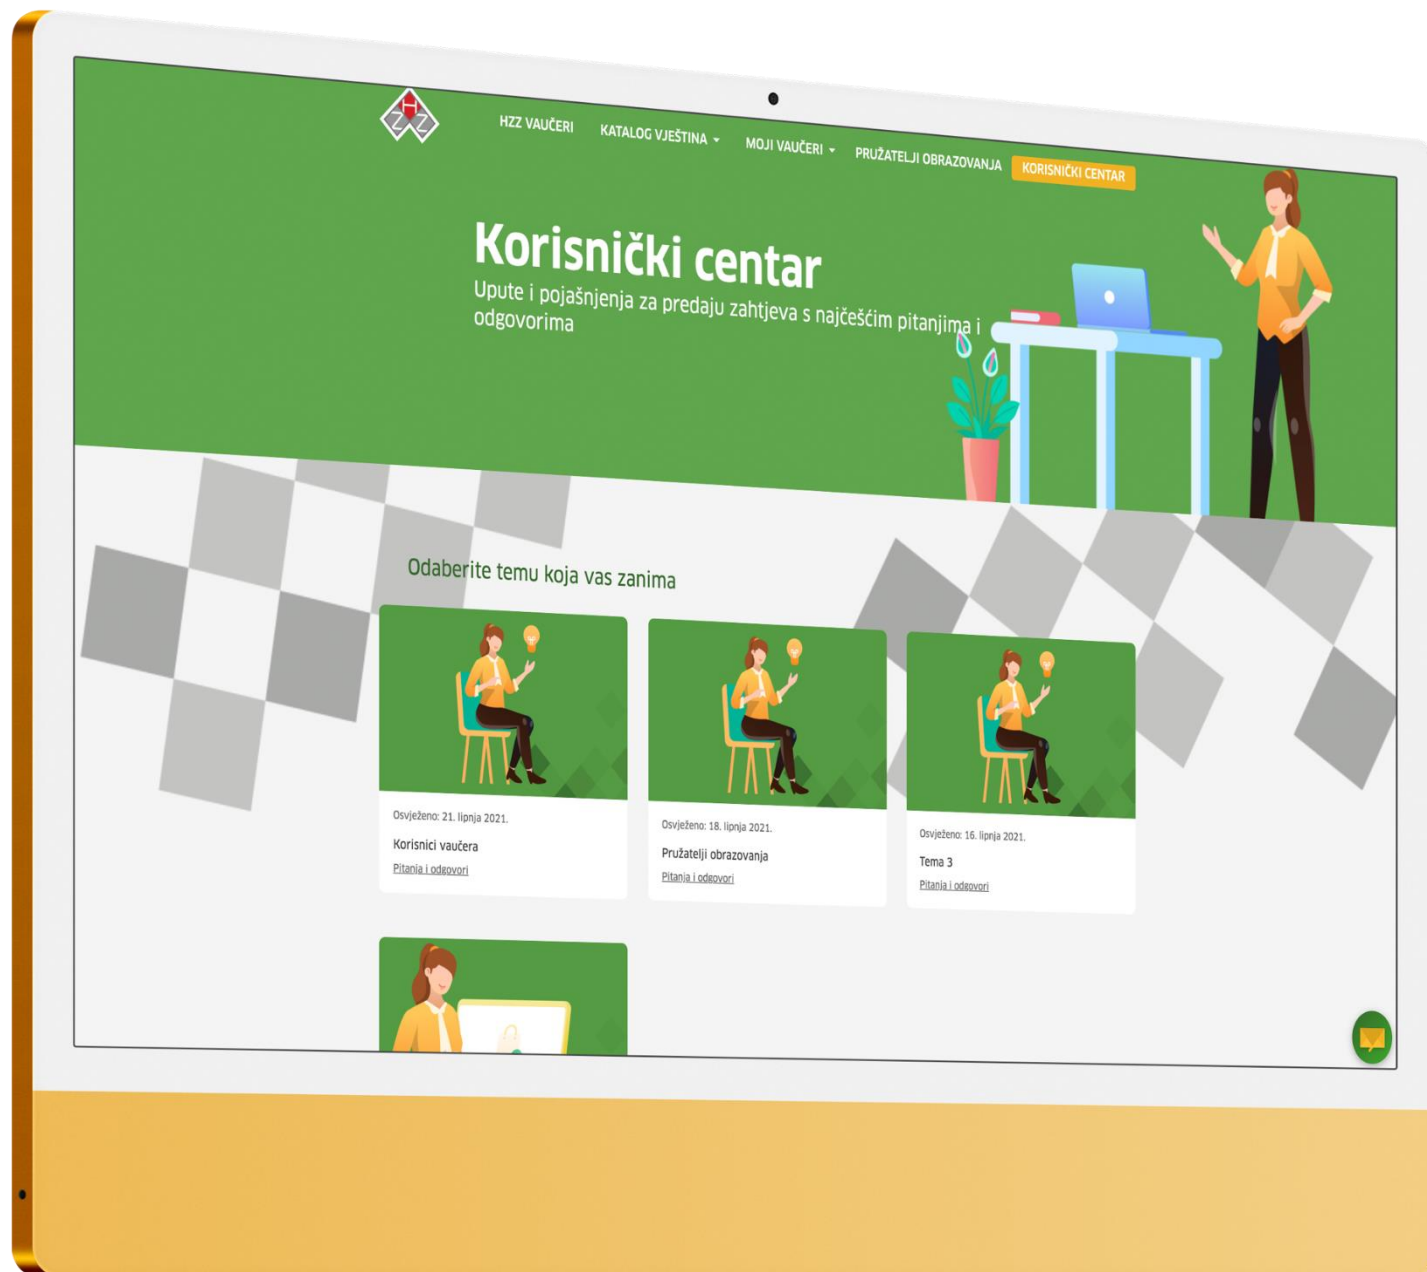 HZZ
HZZ VAUČERI KATALOG VJEŠTINA MOJI VAUČERI PRUŽATELJI OBRAZOVANJA KORISNIČKI CENTAR
Korisnički centar
Upute i pojašnjenja za predaju zahtjeva s najčešćim pitanjima i
odgovorima
Odaberite temu koja vas zanima
Osvježeno: 21. lipnja 2021.
Korisnici vaučera
Pitanja i odgovori
Osvježeno: 18. lipnja 2021.
Pružatelji obrazovanja
Pitanja i odgovori
Osvježeno: 16. lipnja 2021.
Tema 3
Pitanja i odgovori